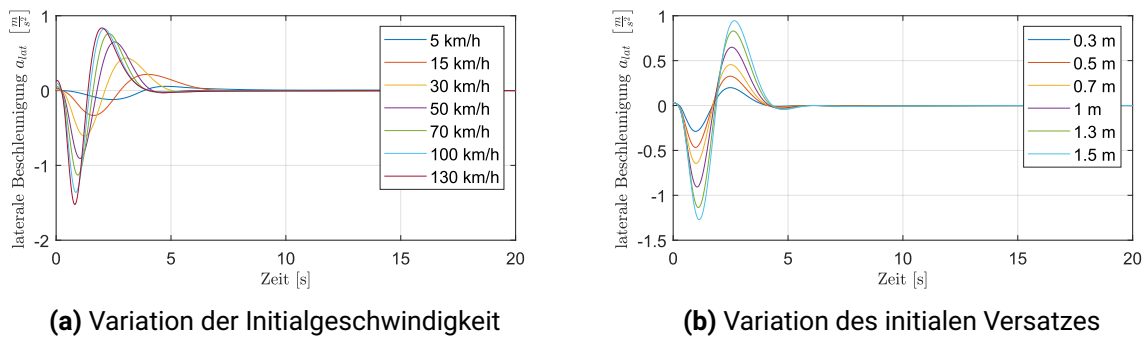 laterale Beschleunigung a_lat [m/s²]
1
0
-1
-2
0
5
10
15
20
Zeit [s]
5 km/h
15 km/h
30 km/h
50 km/h
70 km/h
100 km/h
130 km/h
(a) Variation der Initialgeschwindigkeit
laterale Beschleunigung a_lat [m/s²]
1
0.5
0
-0.5
-1
-1.5
0
5
10
15
20
Zeit [s]
0.3 m
0.5 m
0.7 m
1 m
1.3 m
1.5 m
(b) Variation des initialen Versatzes